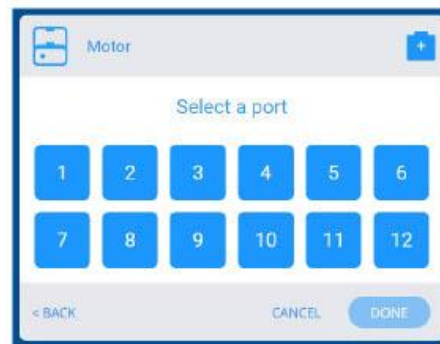 Motor
Select a port
1 2 3 4 5 6
7 8 9 10 11 12
< BACK CANCEL DONE